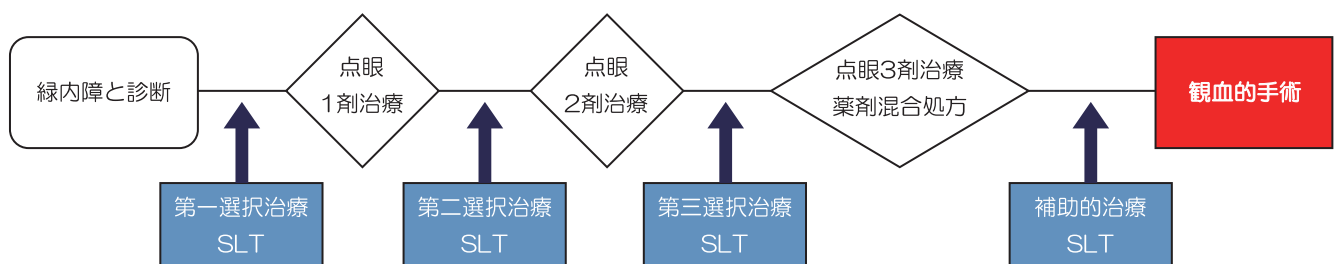 緑内障と診断
点眼
1剤治療
点眼
2剤治療
点眼3剤治療
薬剤混合処方
観血的手術
第一選択治療
SLT
第二選択治療
SLT
第三選択治療
SLT
補助的治療
SLT